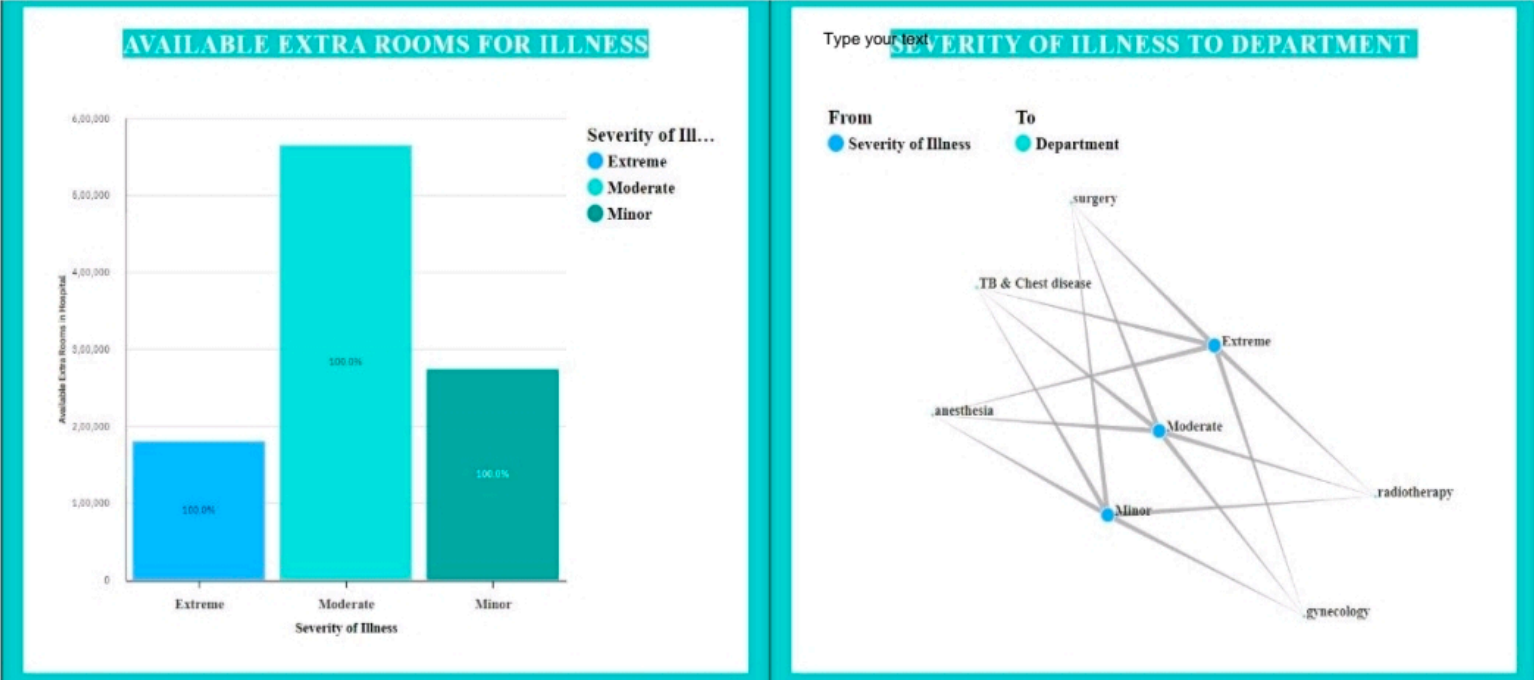 AVAILABLE EXTRA ROOMS FOR ILLNESS
6,00,000
5,00,000
4,00,000
3,00,000
2,00,000
1,00,000
0
Available Extra Rooms in Hospital
100.0%
100.0%
100.0%
Extreme
Moderate
Minor
Severity of Illness
Severity of Ill...
Extreme
Moderate
Minor
Type your text
SEVERITY OF ILLNESS TO DEPARTMENT
From
To
Severity of Illness
Department
surgery
TB & Chest disease
Extreme
anesthesia
Moderate
radiotherapy
Minor
gynecology